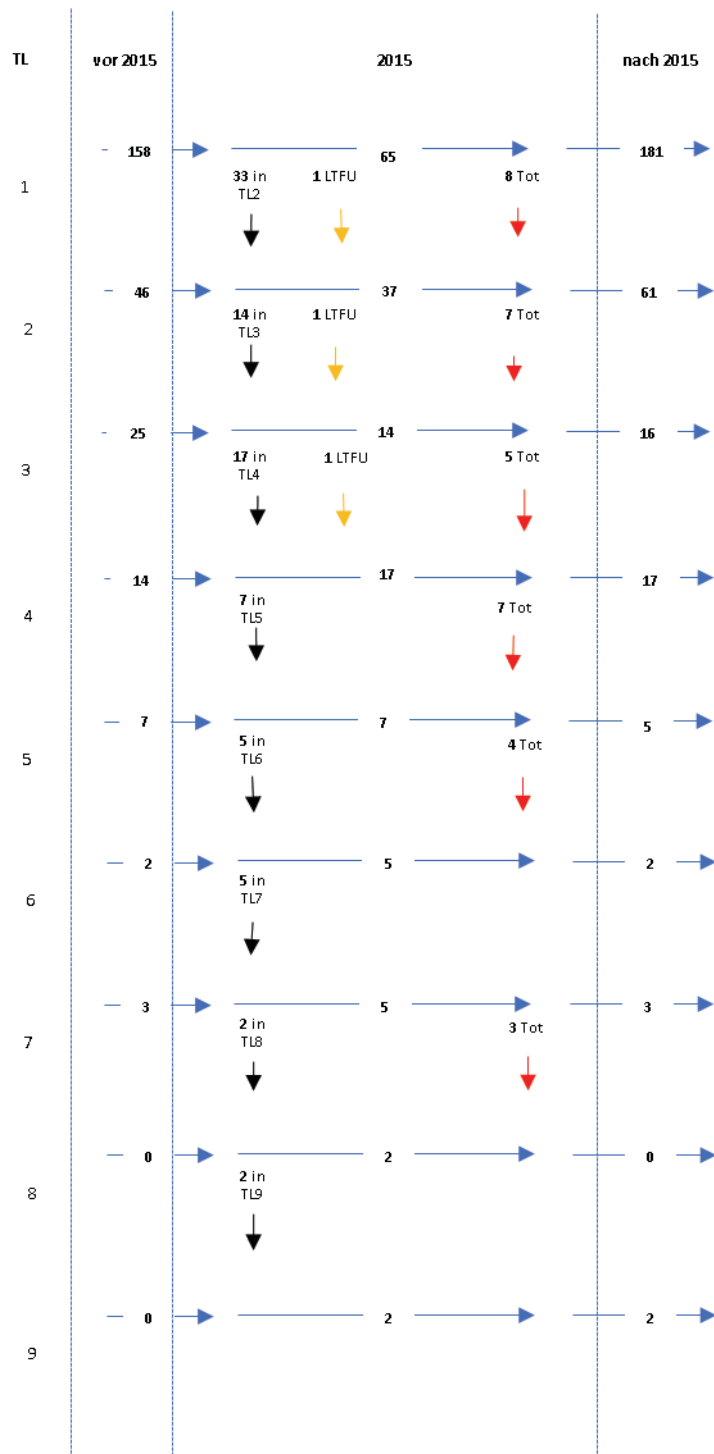 TL vor 2015 2015 nach 2015
158 65 181
1
33 in 1 LTFU 8 Tot
TL2
46 37 61
2
14 in 1 LTFU 7 Tot
TL3
25 14 16
3
17 in 1 LTFU 5 Tot
TL4
14 17 17
4
7 in 7 Tot
TL5
7 7 5
5
5 in 4 Tot
TL6
2 5 2
6
5 in
TL7
3 5 3
7
2 in 3 Tot
TL8
0 2 0
8
2 in
TL9
0 2 2
9